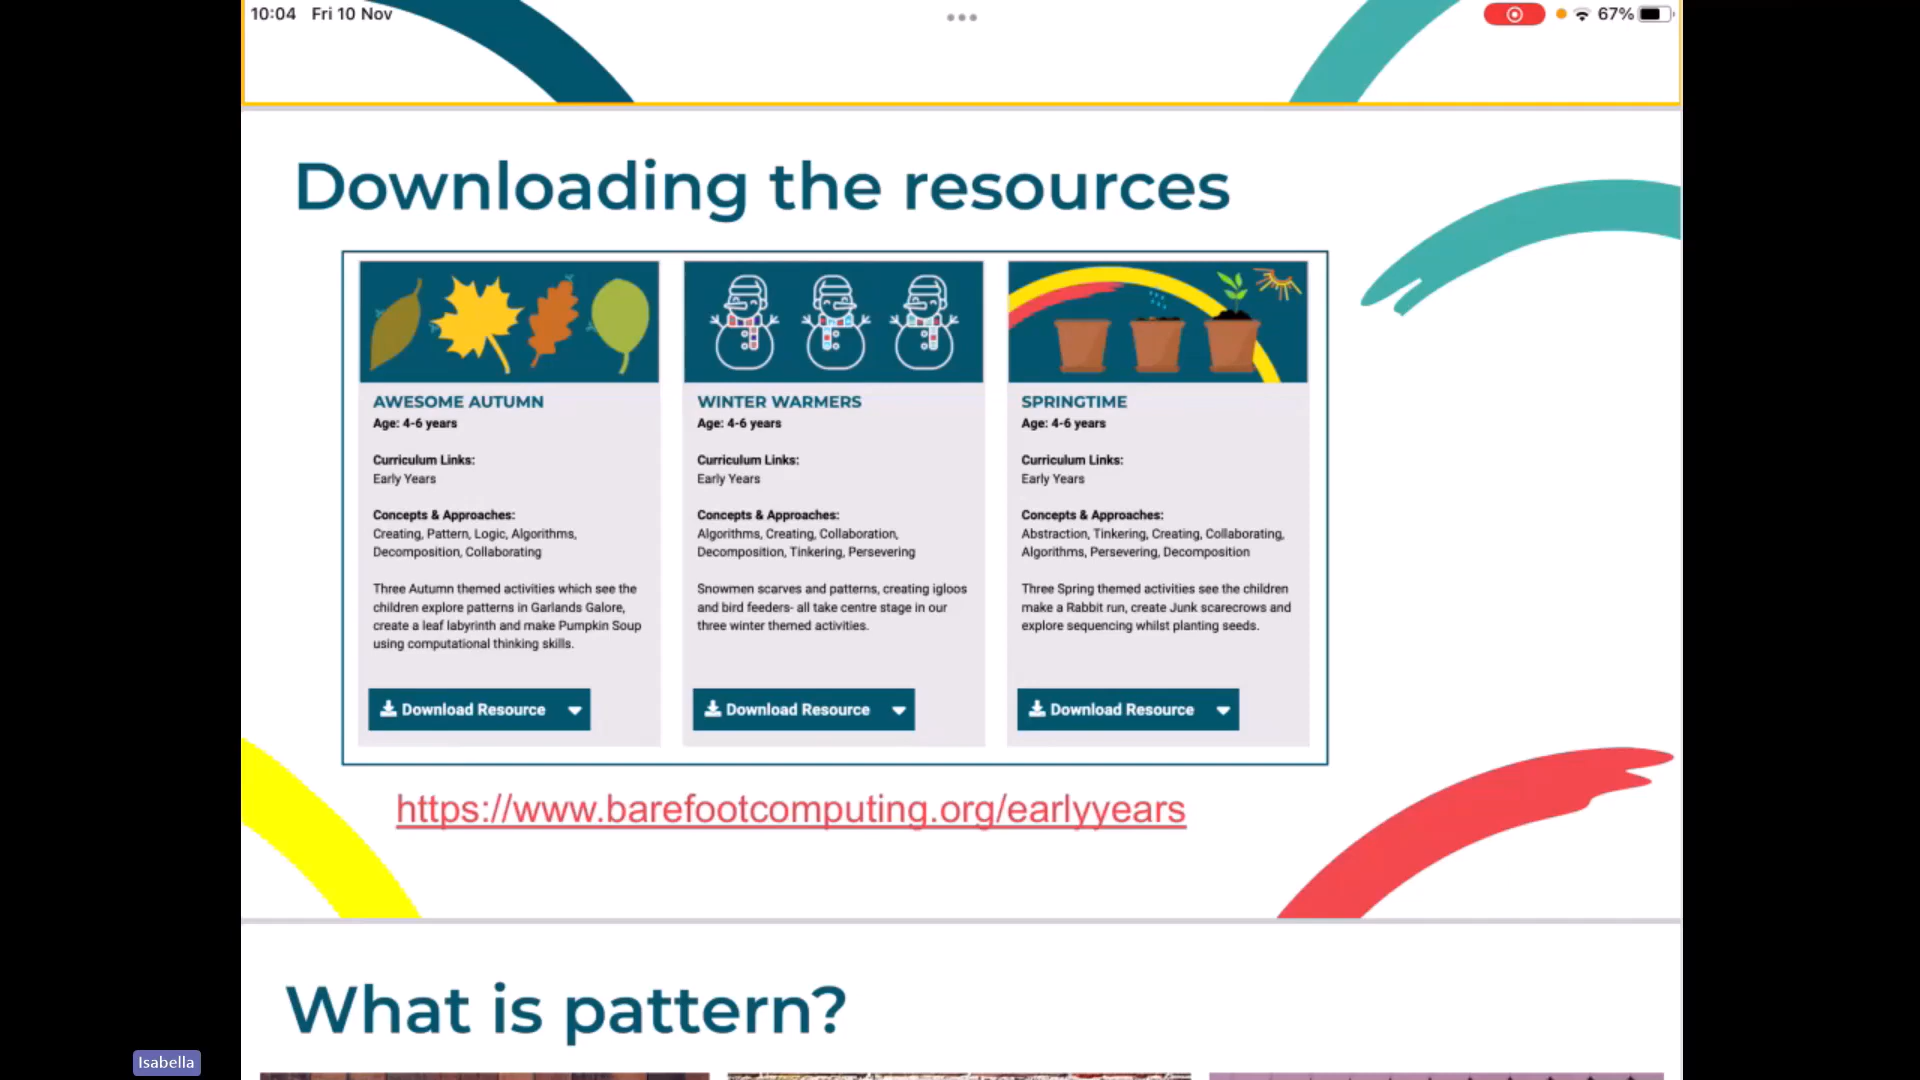 10:04 Fri 10 Nov
67%
Downloading the resources
AWESOME AUTUMN
Age: 4-6 years
Curriculum Links:
Early Years
Concepts & Approaches:
Creating, Pattern, Logic, Algorithms,
Decomposition, Collaborating
Three Autumn themed activities which see the
children explore patterns in Garlands Galore,
create a leaf labyrinth and make Pumpkin Soup
using computational thinking skills.
Download Resource
WINTER WARMERS
Age: 4-6 years
Curriculum Links:
Early Years
Concepts & Approaches:
Algorithms, Creating, Collaboration,
Decomposition, Tinkering, Persevering
Snowmen scarves and patterns, creating igloos
and bird feeders- all take centre stage in our
three winter themed activities.
Download Resource
SPRINGTIME
Age: 4-6 years
Curriculum Links:
Early Years
Concepts & Approaches:
Abstraction, Tinkering, Creating, Collaborating,
Algorithms, Persevering, Decomposition
Three Spring themed activities see the children
make a Rabbit run, create Junk scarecrows and
explore sequencing whilst planting seeds.
Download Resource
https://www.barefootcomputing.org/earlyyears
What is pattern?
Isabella